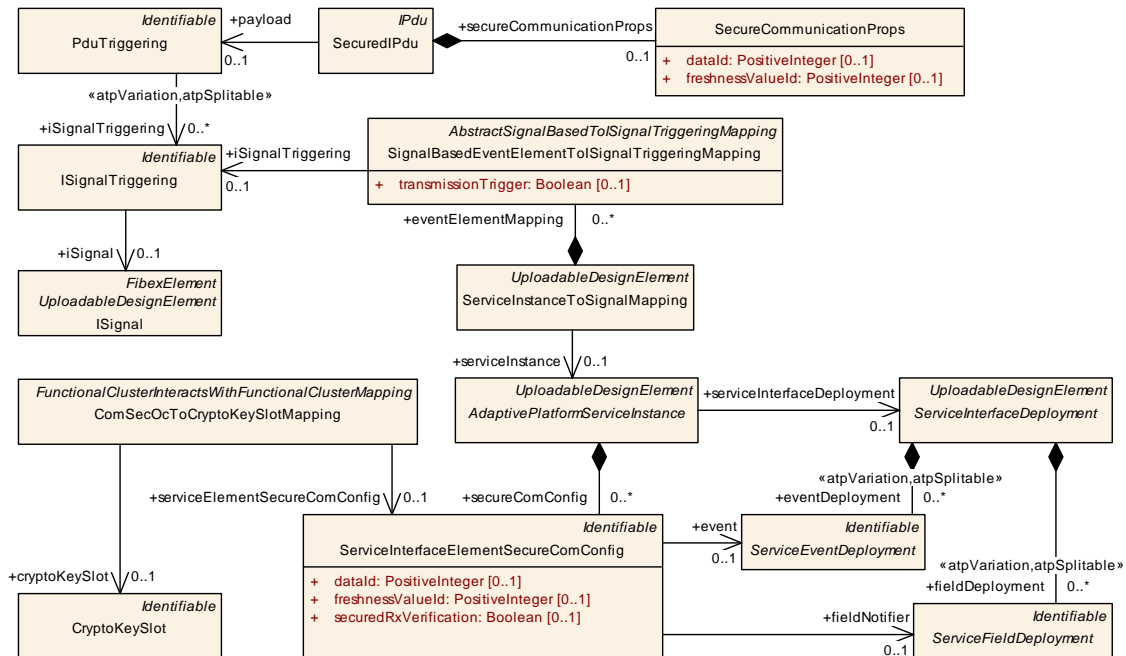 Identifiable
PduTriggering
+payload
0..1
IPdu
SecuredIPdu
+secureCommunicationProps
0..1
SecureCommunicationProps
+ dataId: PositiveInteger [0..1]
+ freshnessValueId: PositiveInteger [0..1]
«atpVariation,atpSplitable»
+iSignalTriggering
0..*
Identifiable
ISignalTriggering
+iSignalTriggering
0..1
AbstractSignalBasedToISignalTriggeringMapping
SignalBasedEventElementToISignalTriggeringMapping
+ transmissionTrigger: Boolean [0..1]
+eventElementMapping
0..*
+iSignal
0..1
FibexElement
UploadableDesignElement
ISignal
UploadableDesignElement
ServiceInstanceToSignalMapping
+serviceInstance
0..1
FunctionalClusterInteractsWithFunctionalClusterMapping
ComSecOcToCryptoKeySlotMapping
UploadableDesignElement
AdaptivePlatformServiceInstance
+serviceInterfaceDeployment
0..1
UploadableDesignElement
ServiceInterfaceDeployment
+serviceElementSecureComConfig
0..1
+secureComConfig
0..*
«atpVariation,atpSplitable»
+eventDeployment
0..*
Identifiable
ServiceInterfaceElementSecureComConfig
+ dataId: PositiveInteger [0..1]
+ freshnessValueId: PositiveInteger [0..1]
+ securedRxVerification: Boolean [0..1]
+event
0..1
Identifiable
ServiceEventDeployment
«atpVariation,atpSplitable»
+fieldDeployment
0..*
+cryptoKeySlot
0..1
Identifiable
CryptoKeySlot
+fieldNotifier
0..1
Identifiable
ServiceFieldDeployment